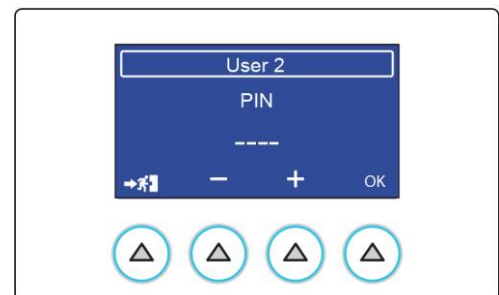 User 2
PIN
----
− + OK